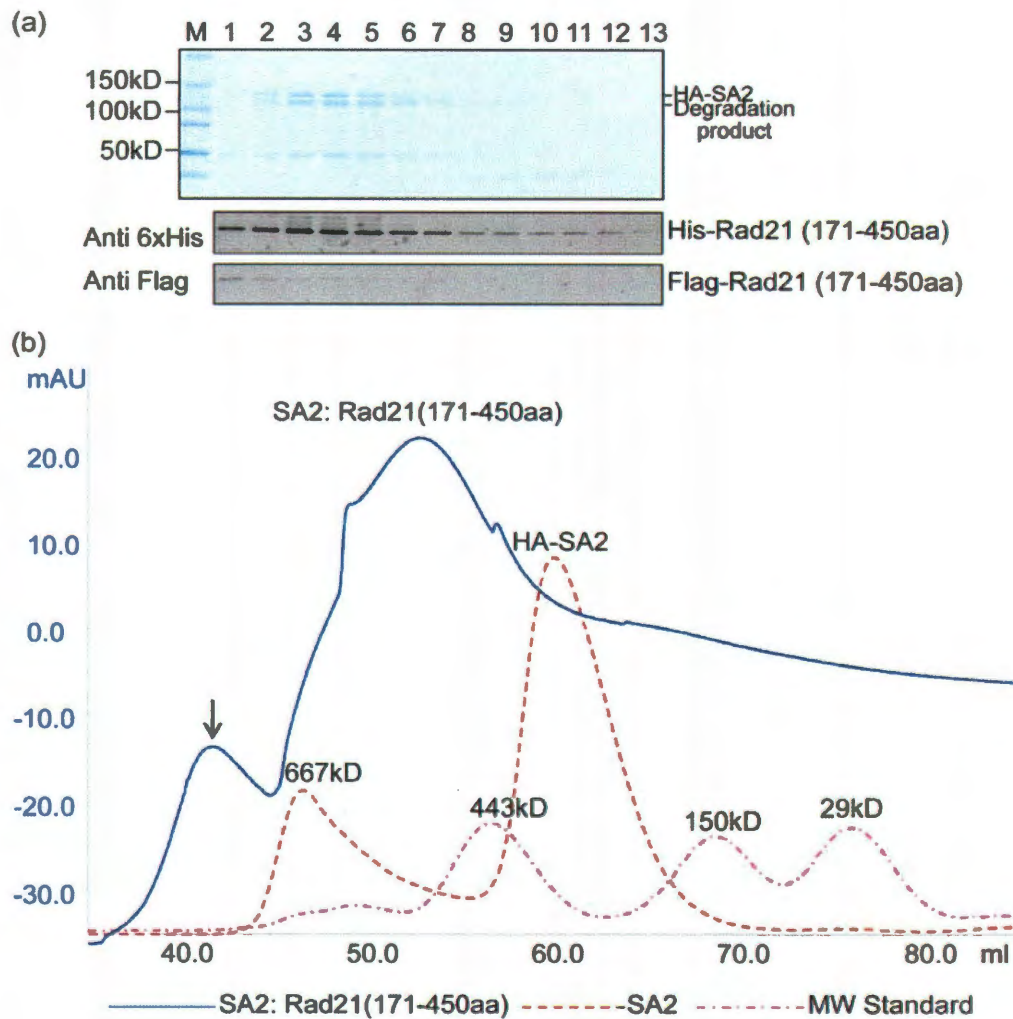 (a)
M 1 2 3 4 5 6 7 8 9 10 11 12 13
150kD
100kD
50kD
HA-SA2
Degradation
product
Anti 6xHis
His-Rad21 (171-450aa)
Anti Flag
Flag-Rad21 (171-450aa)
(b)
mAU
SA2: Rad21(171-450aa)
20.0
10.0
HA-SA2
0.0
-10.0
667kD
443kD
150kD
29kD
-20.0
-30.0
40.0 50.0 60.0 70.0 80.0 ml
SA2: Rad21(171-450aa) -SA2 MW Standard